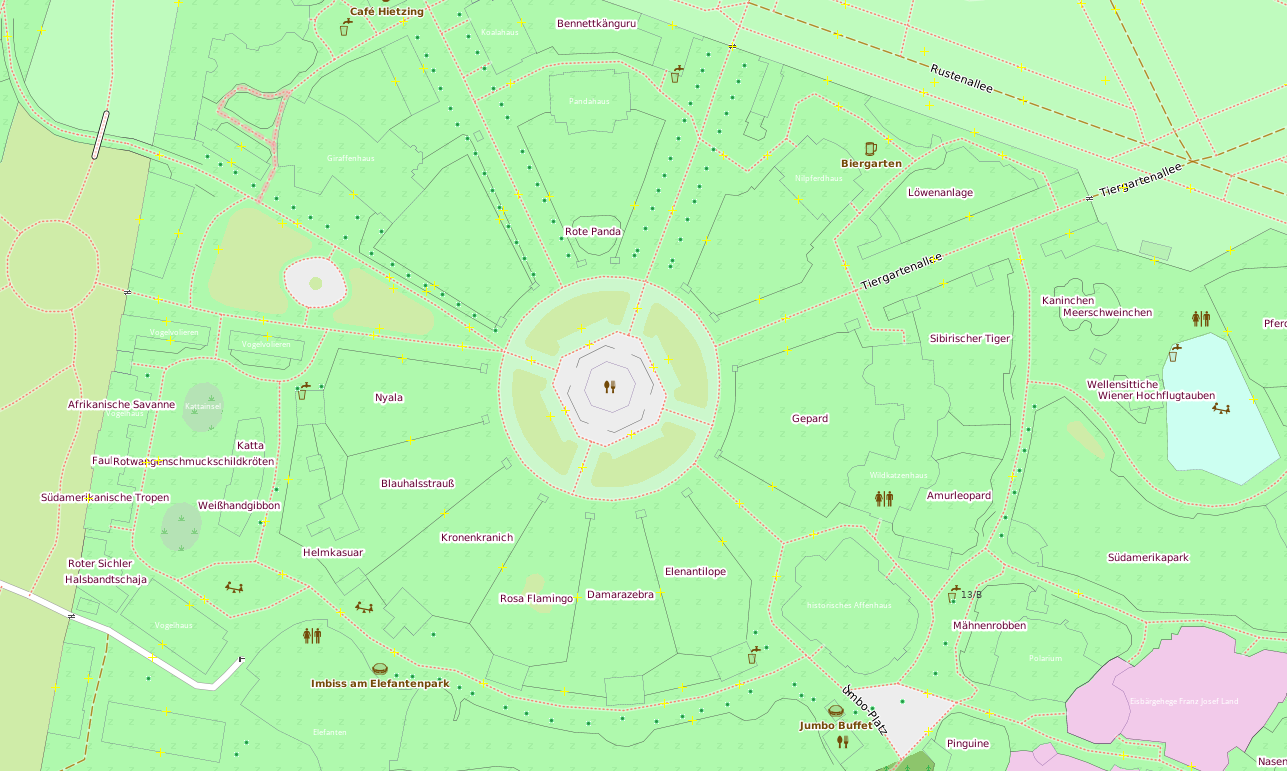 Café Hietzing
Bennettkänguru
Koalahaus
Rustenallee
Pandahaus
Giraffenhaus
Biergarten
Nilpferdhaus
Tiergartenallee
Löwenanlage
Rote Panda
Tiergartenallee
Kaninchen
Meerschweinchen
Pferd
Vogelvolieren
Vogelvolieren
Sibirischer Tiger
Wellensittiche
Wiener Hochflugtauben
Nyala
Afrikanische Savanne
Vogelhaus
Kattainsel
Gepard
Katta
Faul
Rotwangenschmuckschildkröten
Wildkatzenhaus
Blauhalsstrauß
Südamerikanische Tropen
Weißhandgibbon
Amurleopard
Kronenkranich
Helmkasuar
Südamerikapark
Roter Sichler
Halsbandtschaja
Elenantilope
Rosa Flamingo
Damarazebra
13/B
historisches Affenhaus
Vogelhaus
Mähnenrobben
Polarium
Imbiss am Elefantenpark
Eisbärgehege Franz Josef Land
Jumbo-Platz
Jumbo Buffet
Elefanten
Pinguine
Nasen